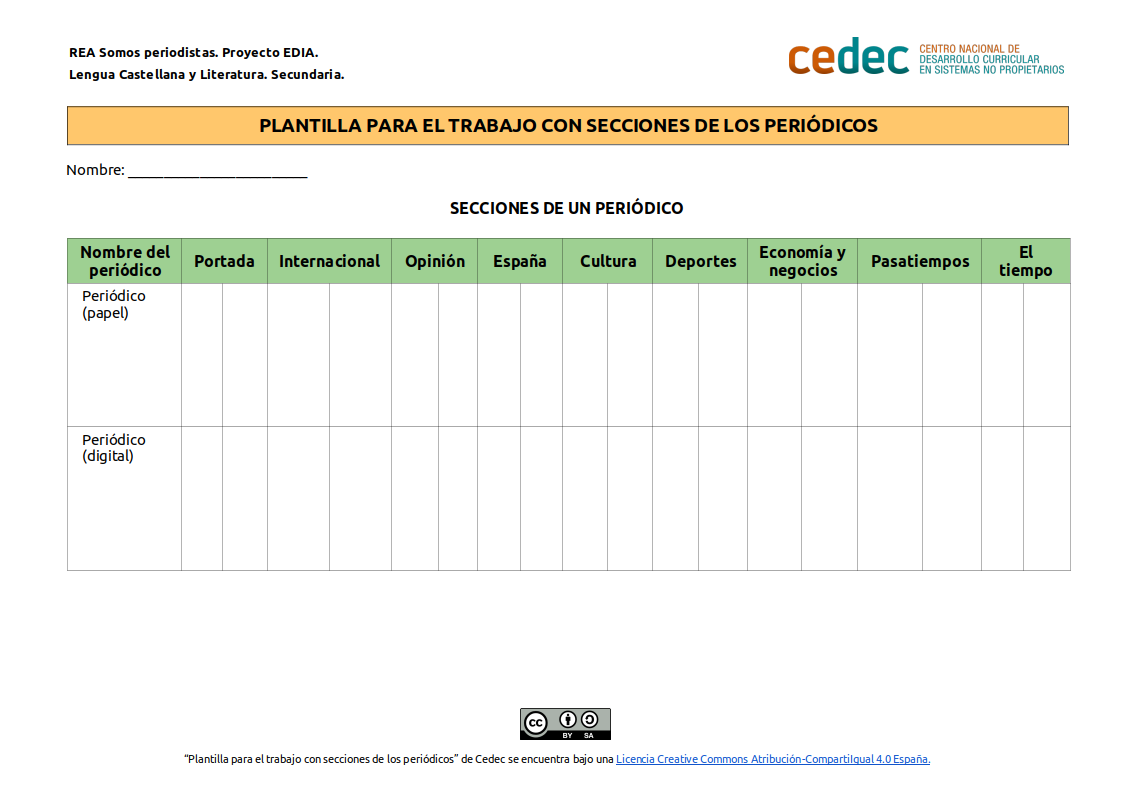 REA Somos periodistas. Proyecto EDIA.
Lengua Castellana y Literatura. Secundaria.
cedec
CENTRO NACIONAL DE
DESARROLLO CURRICULAR
EN SISTEMAS NO PROPIETARIOS
PLANTILLA PARA EL TRABAJO CON SECCIONES DE LOS PERIÓDICOS
Nombre: ______________________
SECCIONES DE UN PERIÓDICO
Nombre del
periódico
Portada
Internacional
Opinión
España
Cultura
Deportes
Economía y
negocios
Pasatiempos
El
tiempo
Periódico
(papel)
Periódico
(digital)
cc
BY SA
“Plantilla para el trabajo con secciones de los periódicos” de Cedec se encuentra bajo una Licencia Creative Commons Atribución-CompartiIgual 4.0 España.